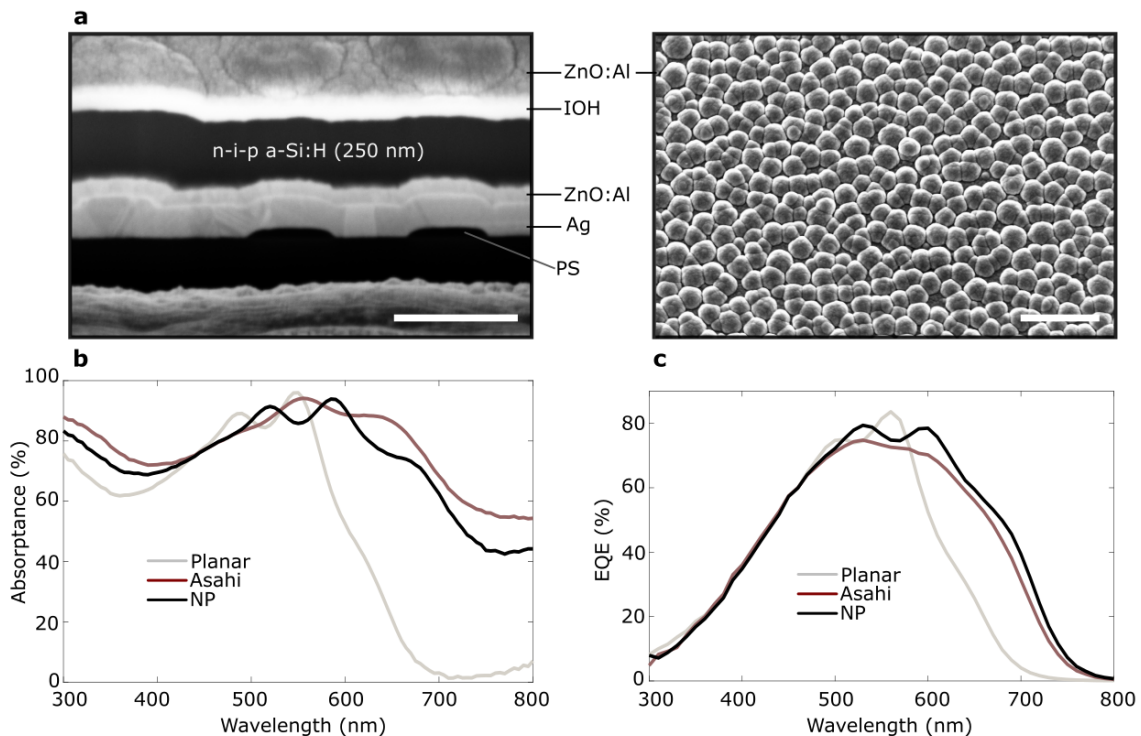 a
ZnO:Al
IOH
n-i-p a-Si:H (250 nm)
ZnO:Al
Ag
PS
b
100
80
60
40
20
0
Absorptance (%)
Planar
Asahi
NP
300 400 500 600 700 800
Wavelength (nm)
c
80
60
40
20
0
EQE (%)
Planar
Asahi
NP
300 400 500 600 700 800
Wavelength (nm)